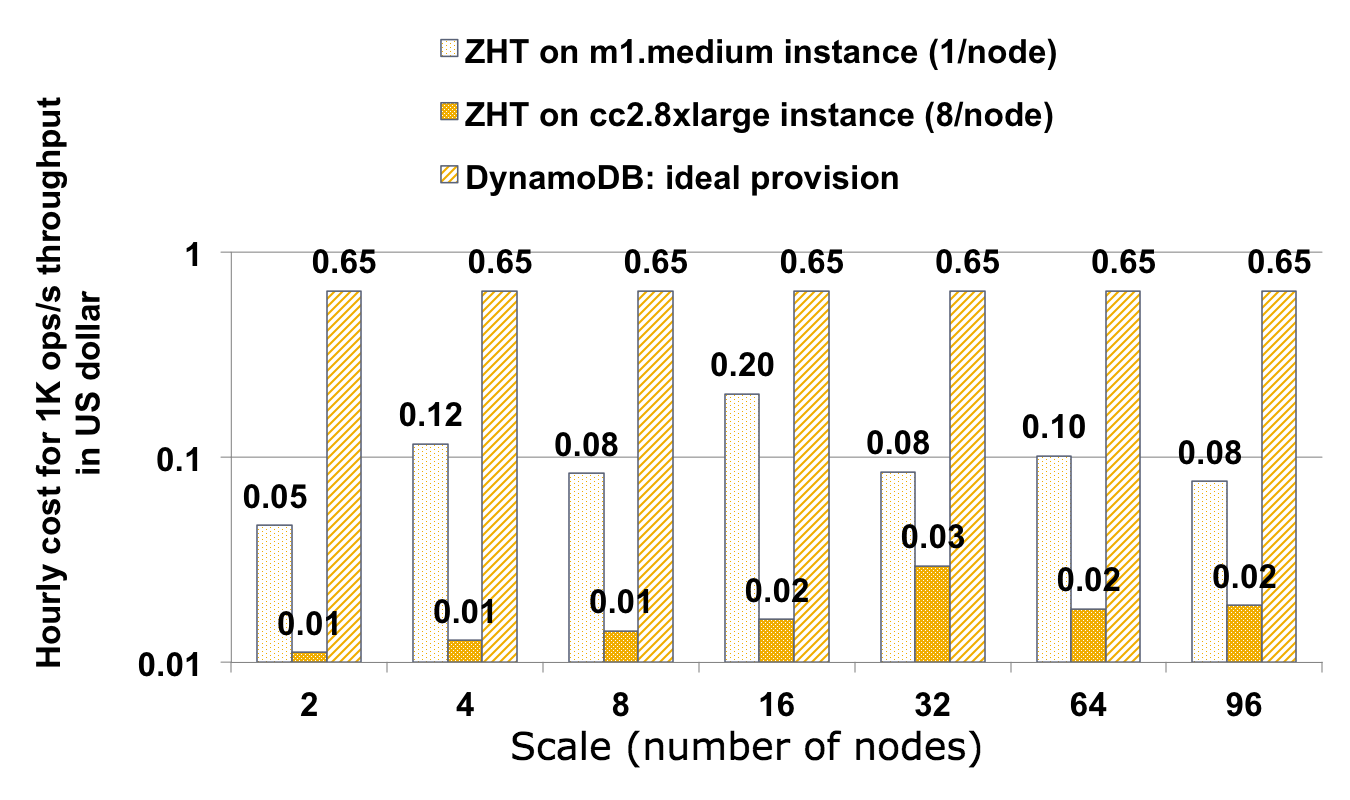 ZHT on m1.medium instance (1/node)
ZHT on cc2.8xlarge instance (8/node)
DynamoDB: ideal provision
Hourly cost for 1K ops/s throughput
in US dollar
1
0.1
0.01
0.65 0.65 0.65 0.65 0.65 0.65 0.65
0.05 0.12 0.08 0.20 0.08 0.10 0.08
0.01 0.01 0.01 0.02 0.03 0.02 0.02
2 4 8 16 32 64 96
Scale (number of nodes)